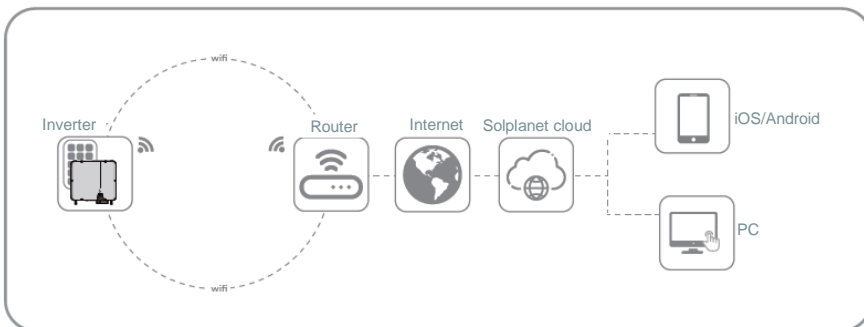 wifi
Inverter
Router
Internet
Solplanet cloud
iOS/Android
PC
wifi